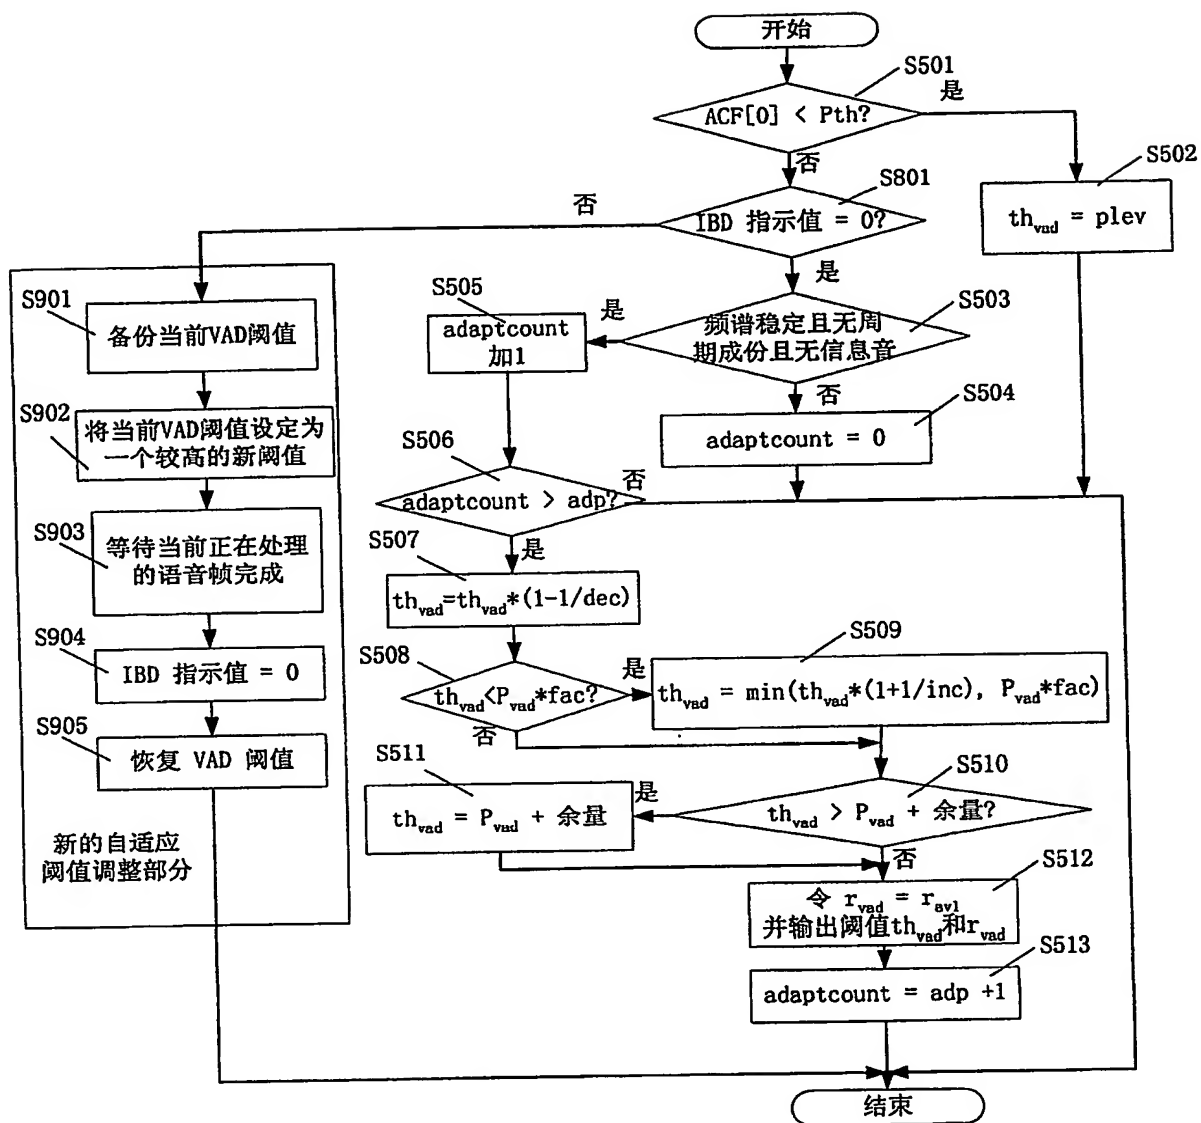 开始
S501
ACF[0] < Pth?
是
否
S502
th_vad = plev
S801
IBD 指示值 = 0?
否
是
S901
备份当前VAD阈值
S902
将当前VAD阈值设定为
一个较高的新阈值
S903
等待当前正在处理
的语音帧完成
S904
IBD 指示值 = 0
S905
恢复 VAD 阈值
新的自适应
阈值调整部分
S503
频谱稳定且无周
期成份且无信息音
是
否
S505
adaptcount
加1
S504
adaptcount = 0
S506
adaptcount > adp?
否
是
S507
th_vad=th_vad*(1-1/dec)
S508
th_vad<P_vad*fac?
是
否
S509
th_vad = min(th_vad*(1+1/inc), P_vad*fac)
S510
th_vad > P_vad + 余量?
是
否
S511
th_vad = P_vad + 余量
S512
令 r_vad = r_av1
并输出阈值th_vad和r_vad
S513
adaptcount = adp +1
结束